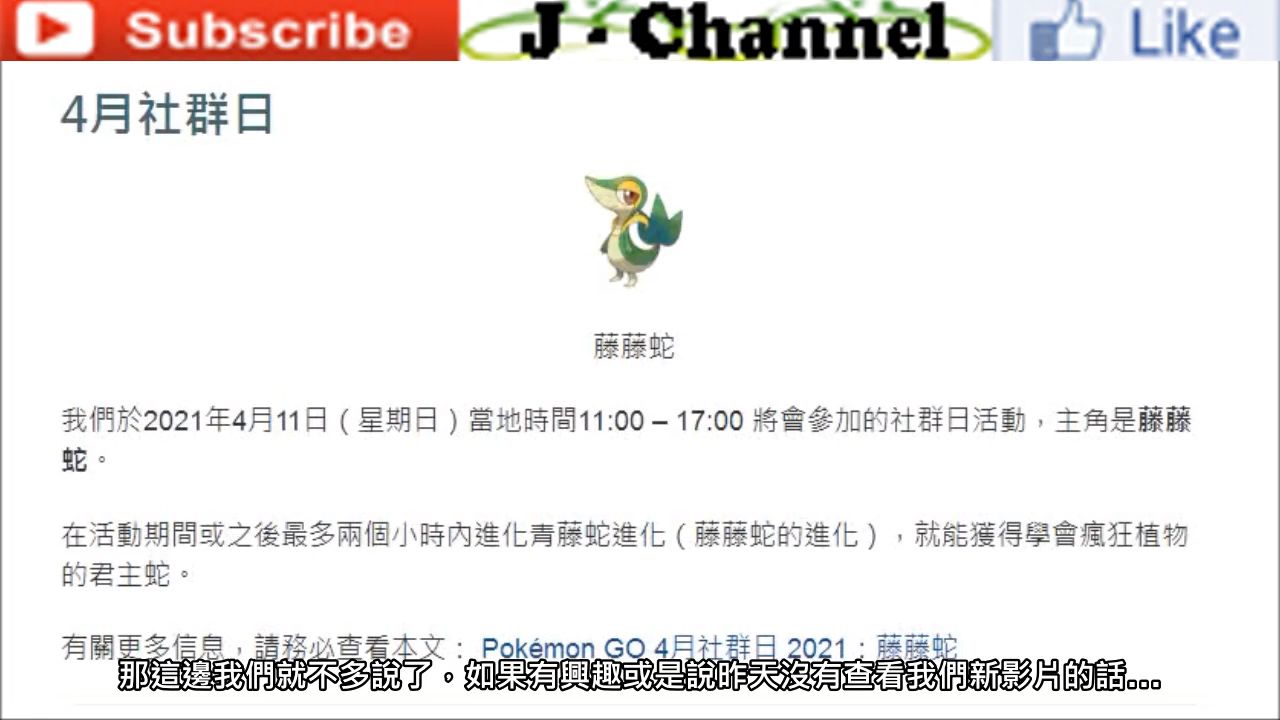 Subscribe J - Channel Like
4月社群日
藤藤蛇
我們於2021年4月11日（星期日）當地時間11:00 – 17:00 將會參加的社群日活動，主角是藤藤
蛇。
在活動期間或之後最多兩個小時內進化青藤蛇進化（藤藤蛇的進化），就能獲得學會瘋狂植物
的君主蛇。
有關更多信息，請務必查看本文： Pokémon GO 4月社群日 2021：藤藤蛇
那這邊我們就不多說了。如果有興趣或是說昨天沒有查看我們新影片的話...